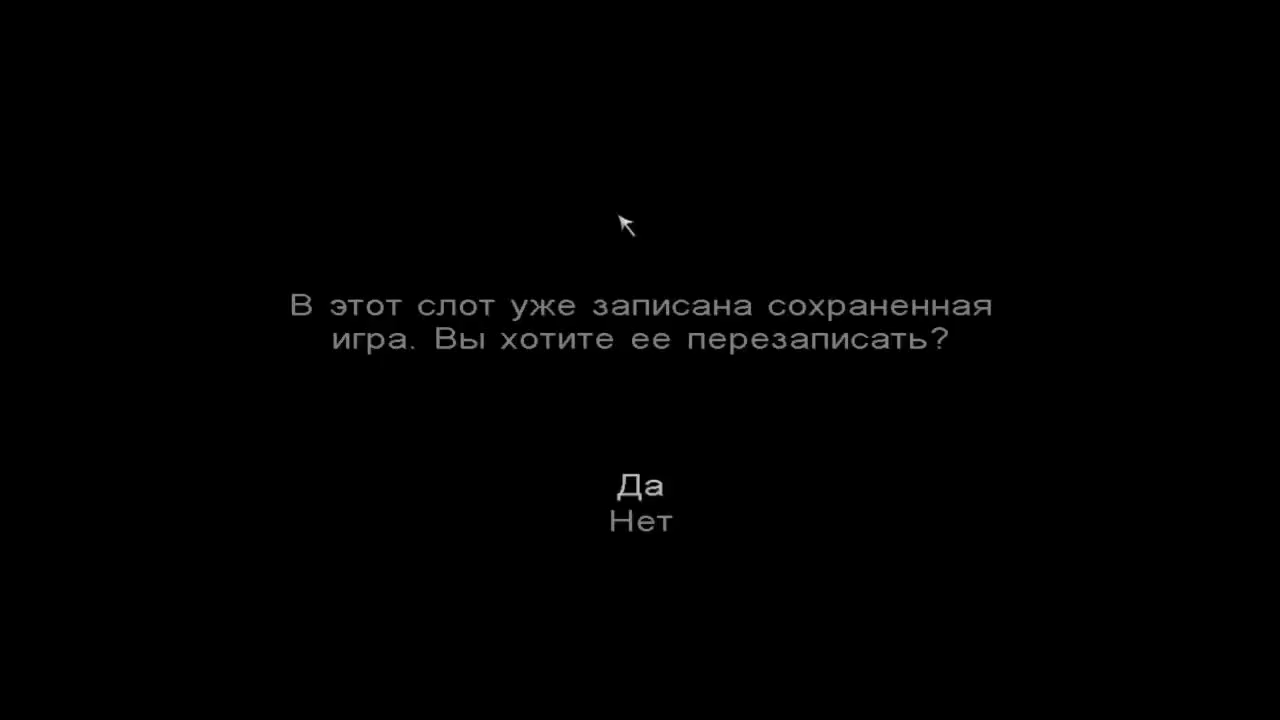 В этот слот уже записана сохраненная
игра. Вы хотите ее перезаписать?
Да
Нет